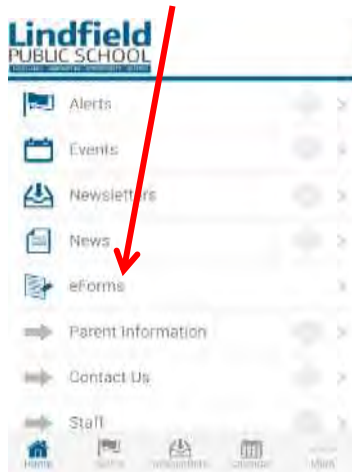 Lindfield
PUBLIC SCHOOL
Alerts
Events
Newsletters
News
eForms
Parent Information
Contact Us
Staff
Home